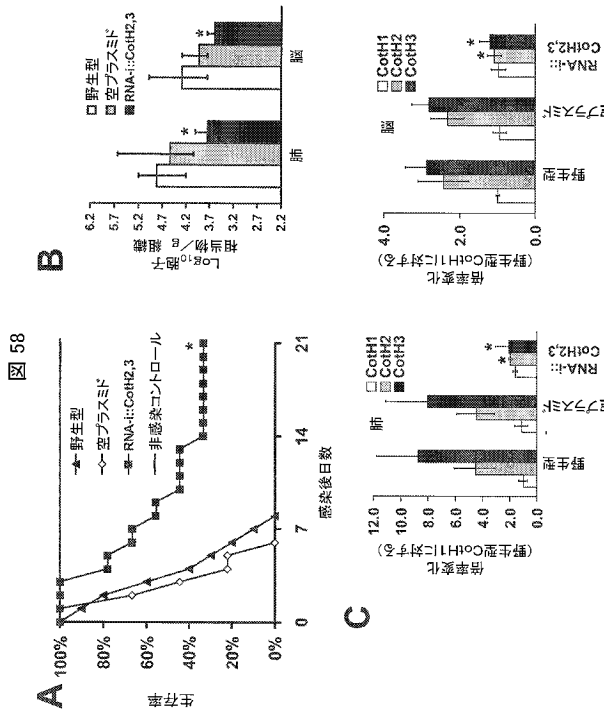 図 58
A
100%
80%
60%
40%
20%
0%
生存率
0
7
14
21
感染後日数
野生型
空プラスミド
RNA-i::CotH2,3
非感染コントロール
*
B
6.2
5.7
5.2
4.7
4.2
3.7
3.2
2.7
2.2
Log10胞子
相当物/g 組織
野生型
空プラスミド
RNA-i::CotH2,3
*
*
肺
脳
C
12.0
10.0
8.0
6.0
4.0
2.0
0.0
倍率変化
(野生型CotH1に対する)
肺
CotH1
CotH2
CotH3
*
*
野生型
空プラスミド
RNA-i::
CotH2,3
4.0
2.0
0.0
倍率変化
(野生型CotH1に対する)
脳
CotH1
CotH2
CotH3
*
*
野生型
空プラスミド
RNA-i::
CotH2,3